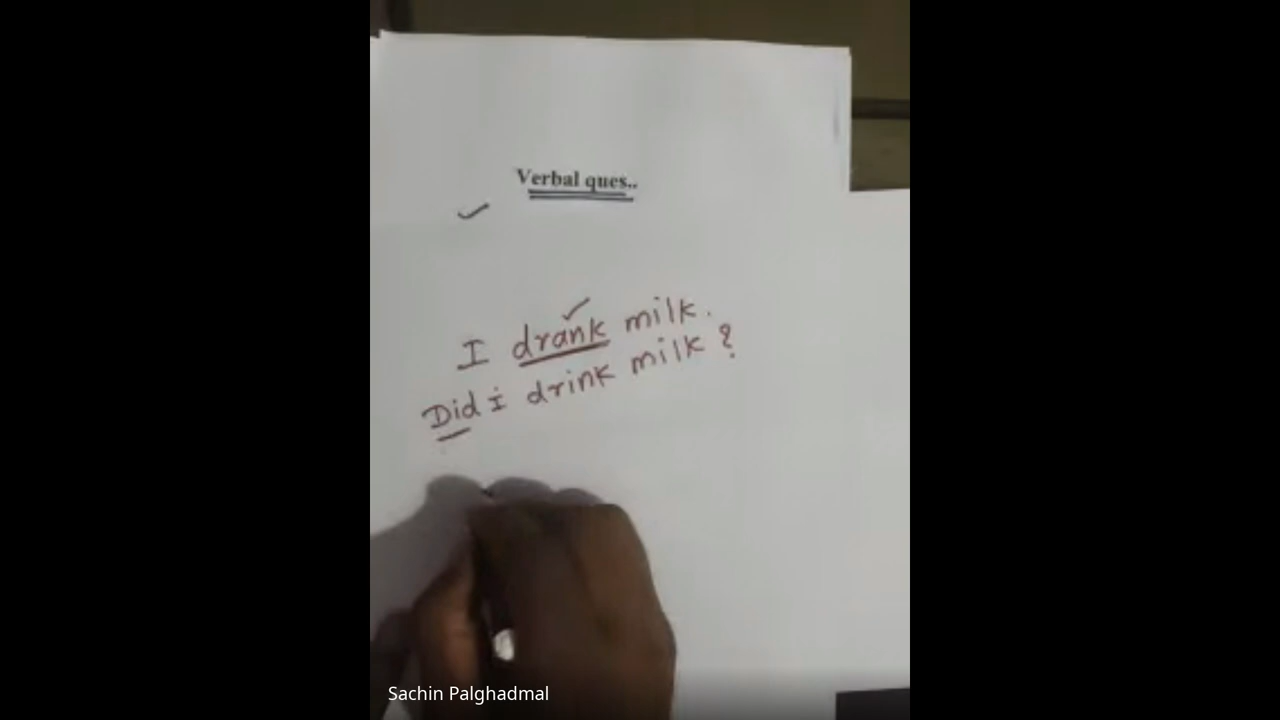 Verbal ques..
I drank milk.
Did I drink milk?
Sachin Palghadmal